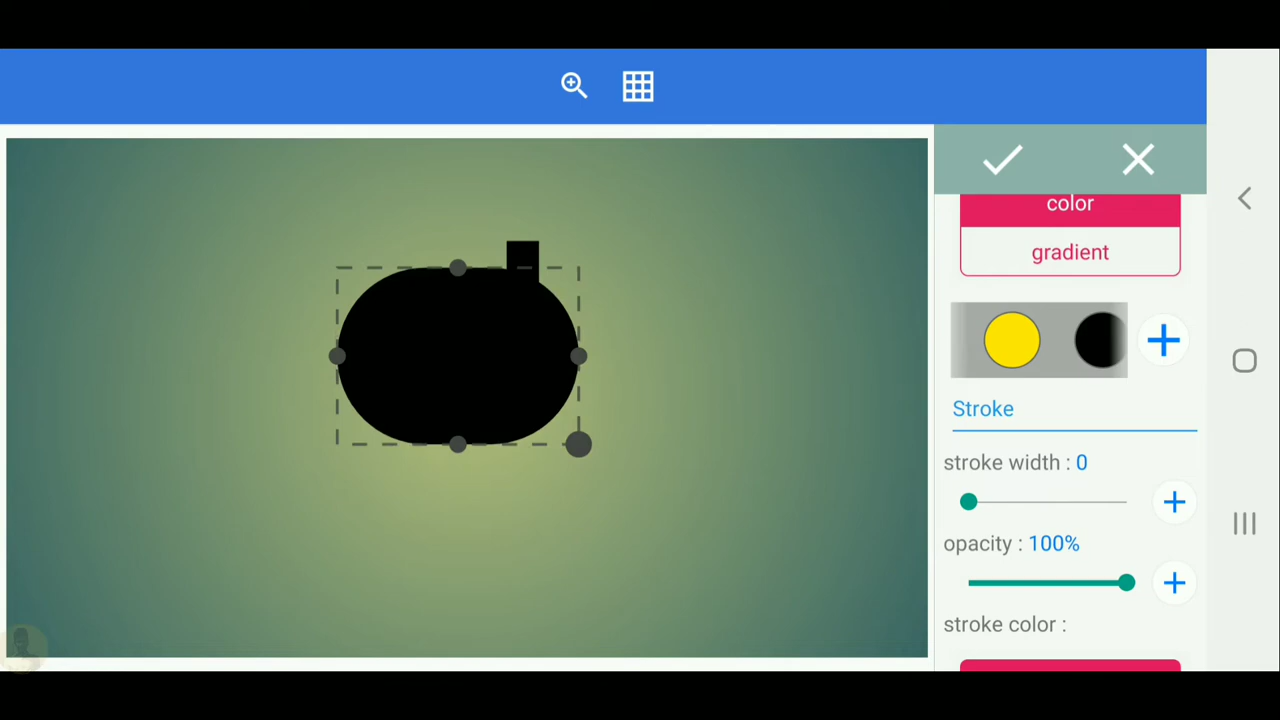 color
gradient
Stroke
stroke width : 0
opacity : 100%
stroke color :